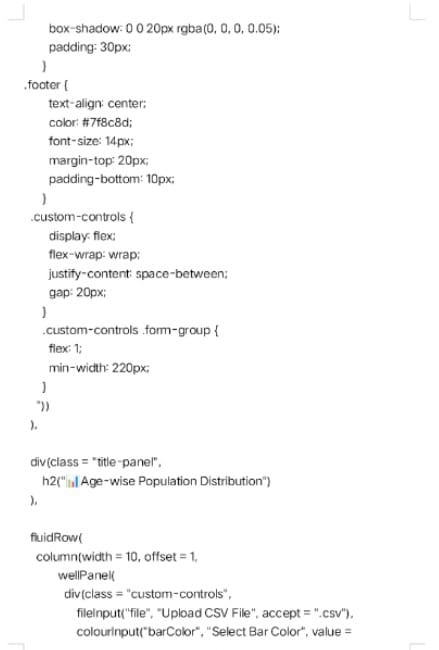 box-shadow: 0 0 20px rgba(0, 0, 0, 0.05);
padding: 30px;
}
.footer {
text-align: center;
color: #7f8c8d;
font-size: 14px;
margin-top: 20px;
padding-bottom: 10px;
}
.custom-controls {
display: flex;
flex-wrap: wrap;
justify-content: space-between;
gap: 20px;
}
.custom-controls .form-group {
flex: 1;
min-width: 220px;
}
"))
),
div(class = "title-panel",
h2("📊 Age-wise Population Distribution")
),
fluidRow(
column(width = 10, offset = 1,
wellPanel(
div(class = "custom-controls",
fileInput("file", "Upload CSV File", accept = ".csv"),
colourInput("barColor", "Select Bar Color", value =